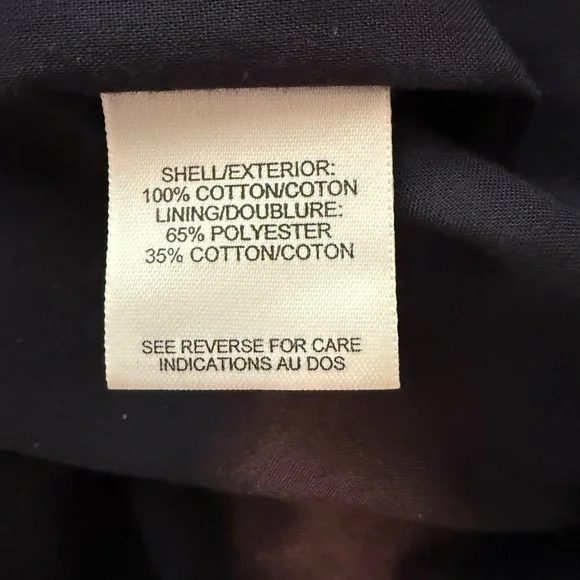 SHELL/EXTERIOR:
100% COTTON/COTON
LINING/DOUBLURE:
65% POLYESTER
35% COTTON/COTON
SEE REVERSE FOR CARE
INDICATIONS AU DOS